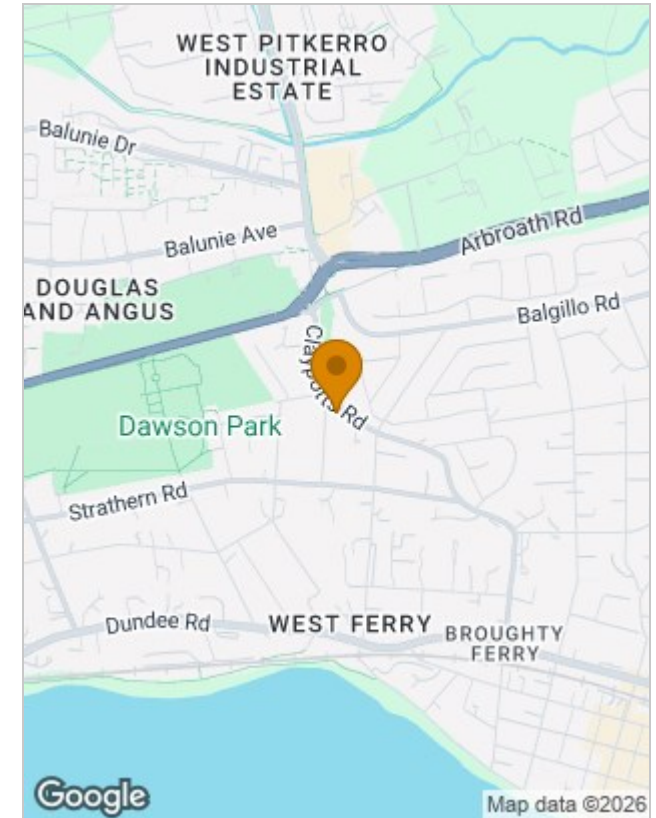 WEST PITKERRO
INDUSTRIAL
ESTATE
Balunie Dr
Balunie Ave
Arbroath Rd
DOUGLAS
AND ANGUS
Balgillo Rd
Claypotts Rd
Dawson Park
Strathern Rd
Dundee Rd
WEST FERRY
BROUGHTY
FERRY
Google
Map data ©2026